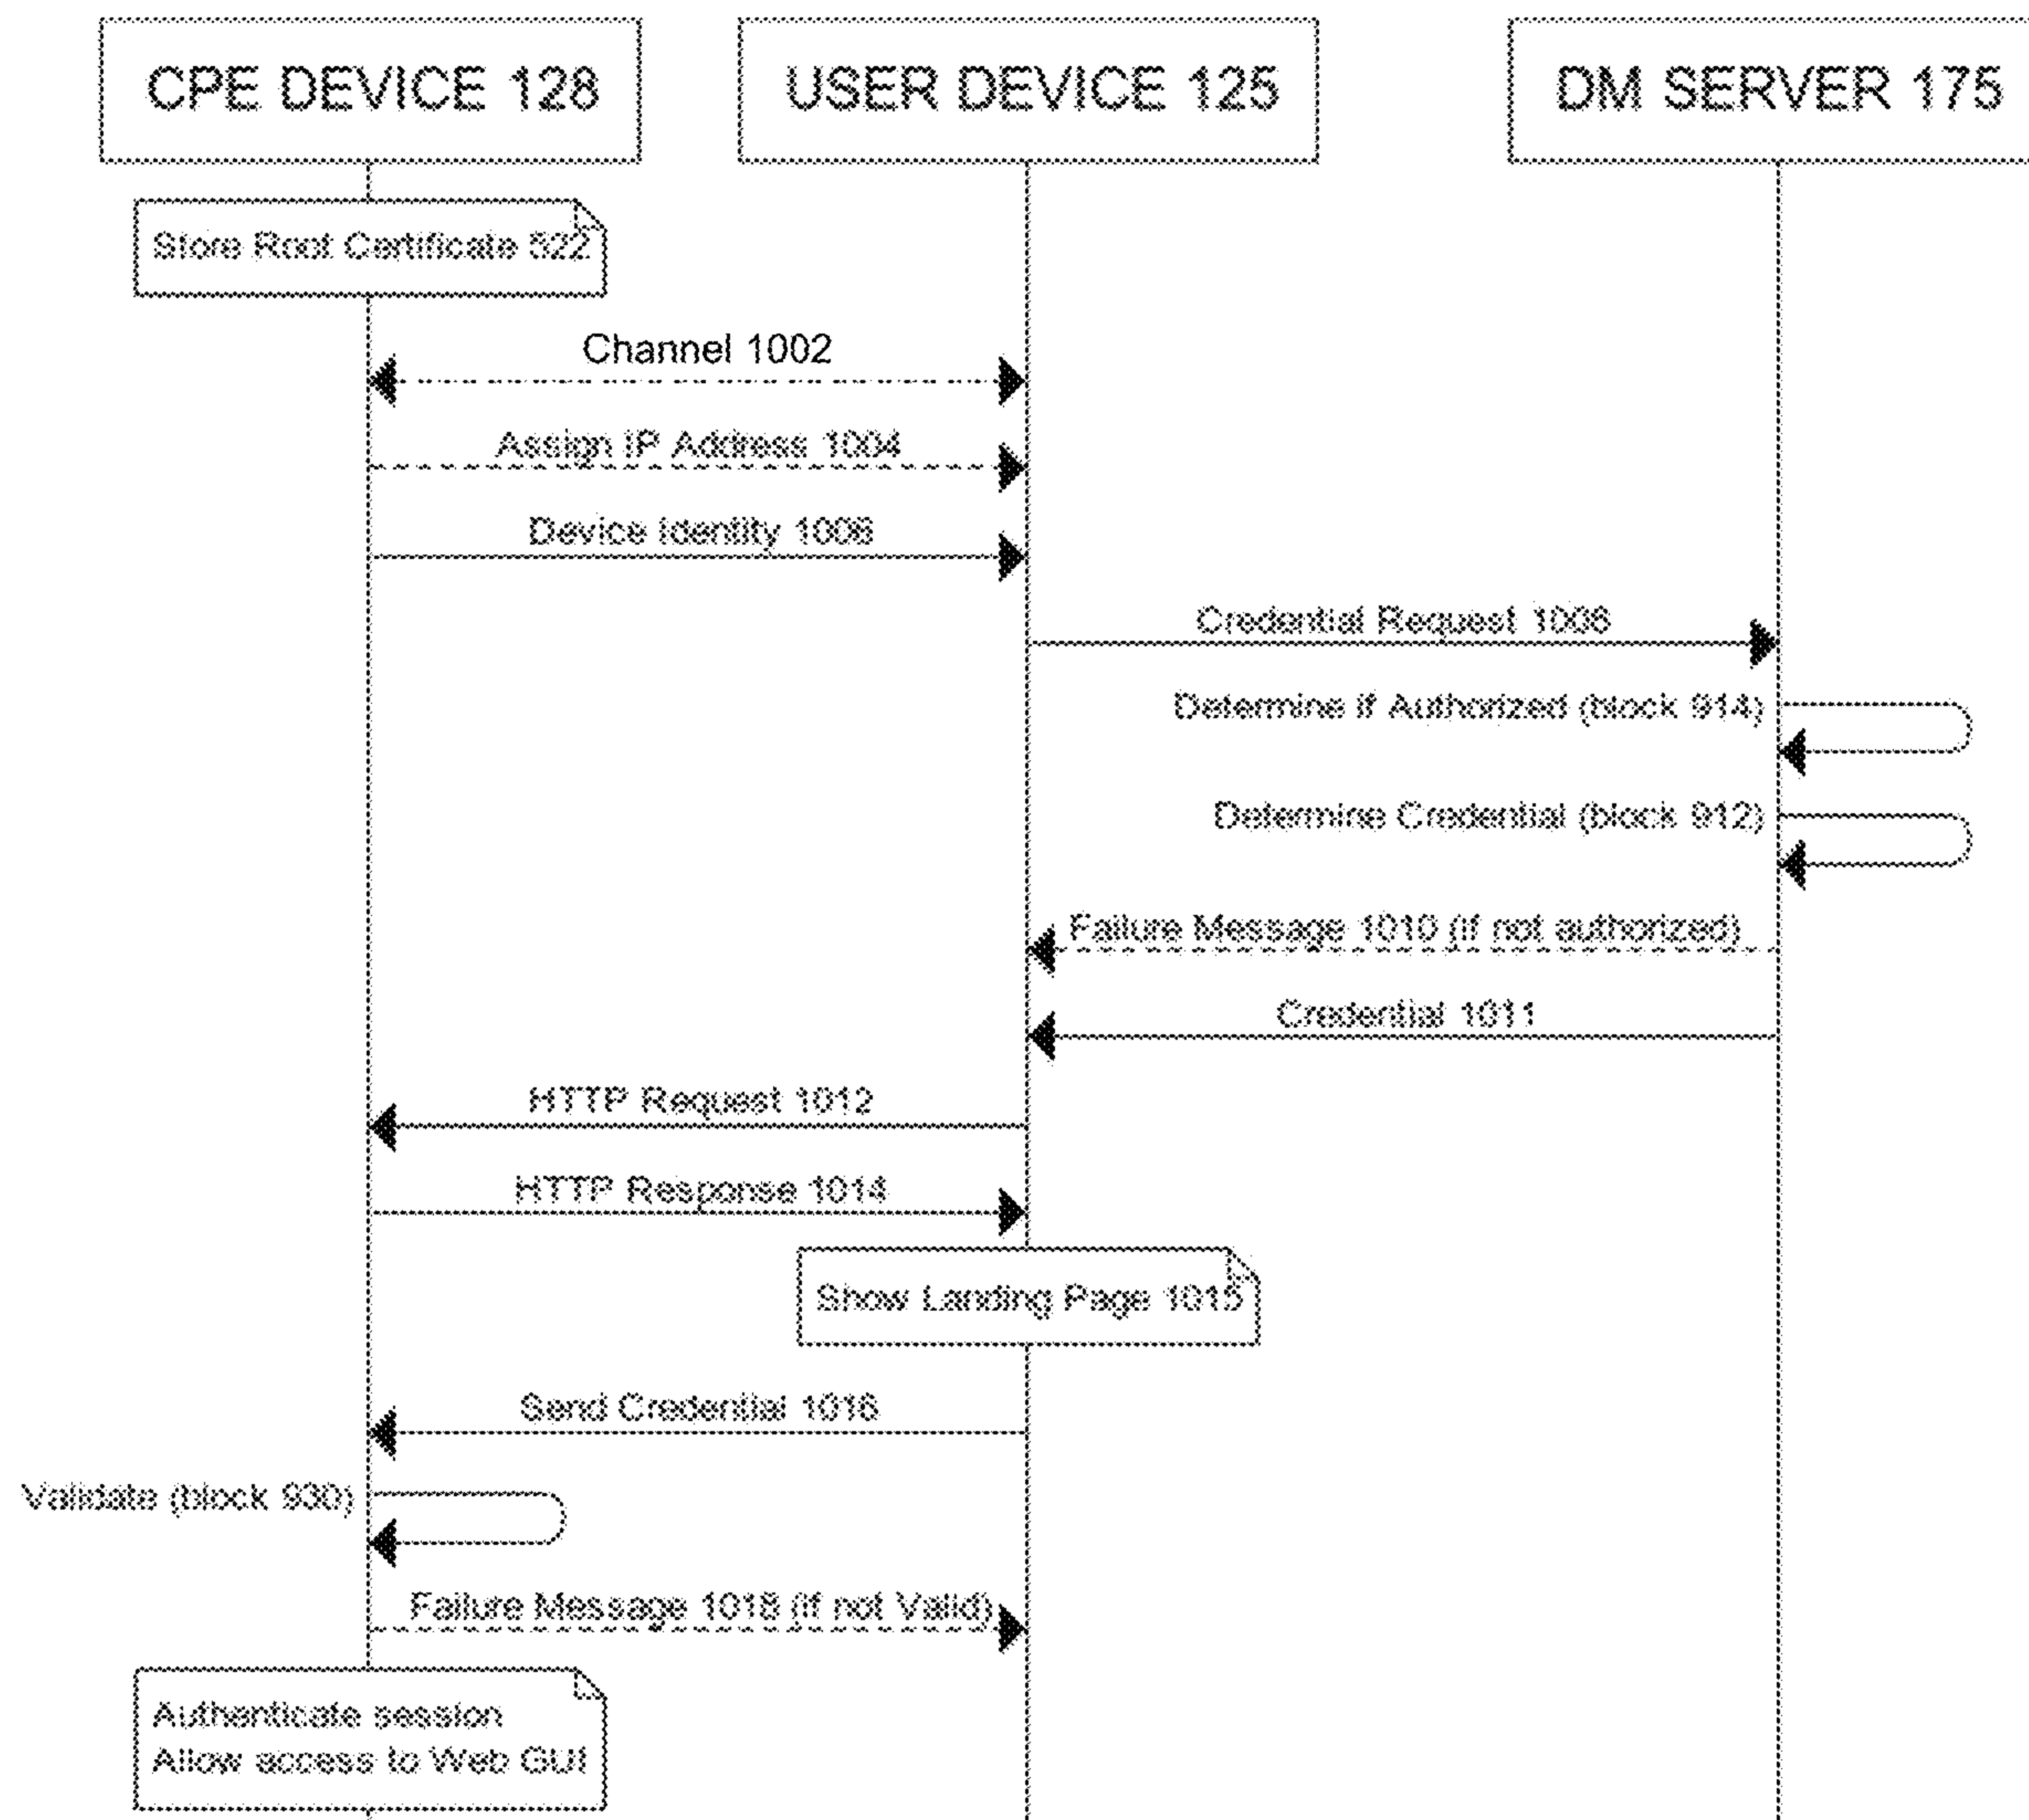 CPE DEVICE 128
USER DEVICE 125
DM SERVER 175
Store Root Certificate 522
Channel 1002
Assign IP Address 1004
Device Identity
Credential Request
Determine if Authorized (block 914)
Determine Credential (block 912)
Failure Message 1010 (if not authorized)
Credential 1011
HTTP Request 1012
HTTP Response 1014
Show Landing Page 1015
Send Credential 1016
Validate (block 930)
Failure Message 1018 (if not Valid)
Authenticate session
Allow access to Web GUI